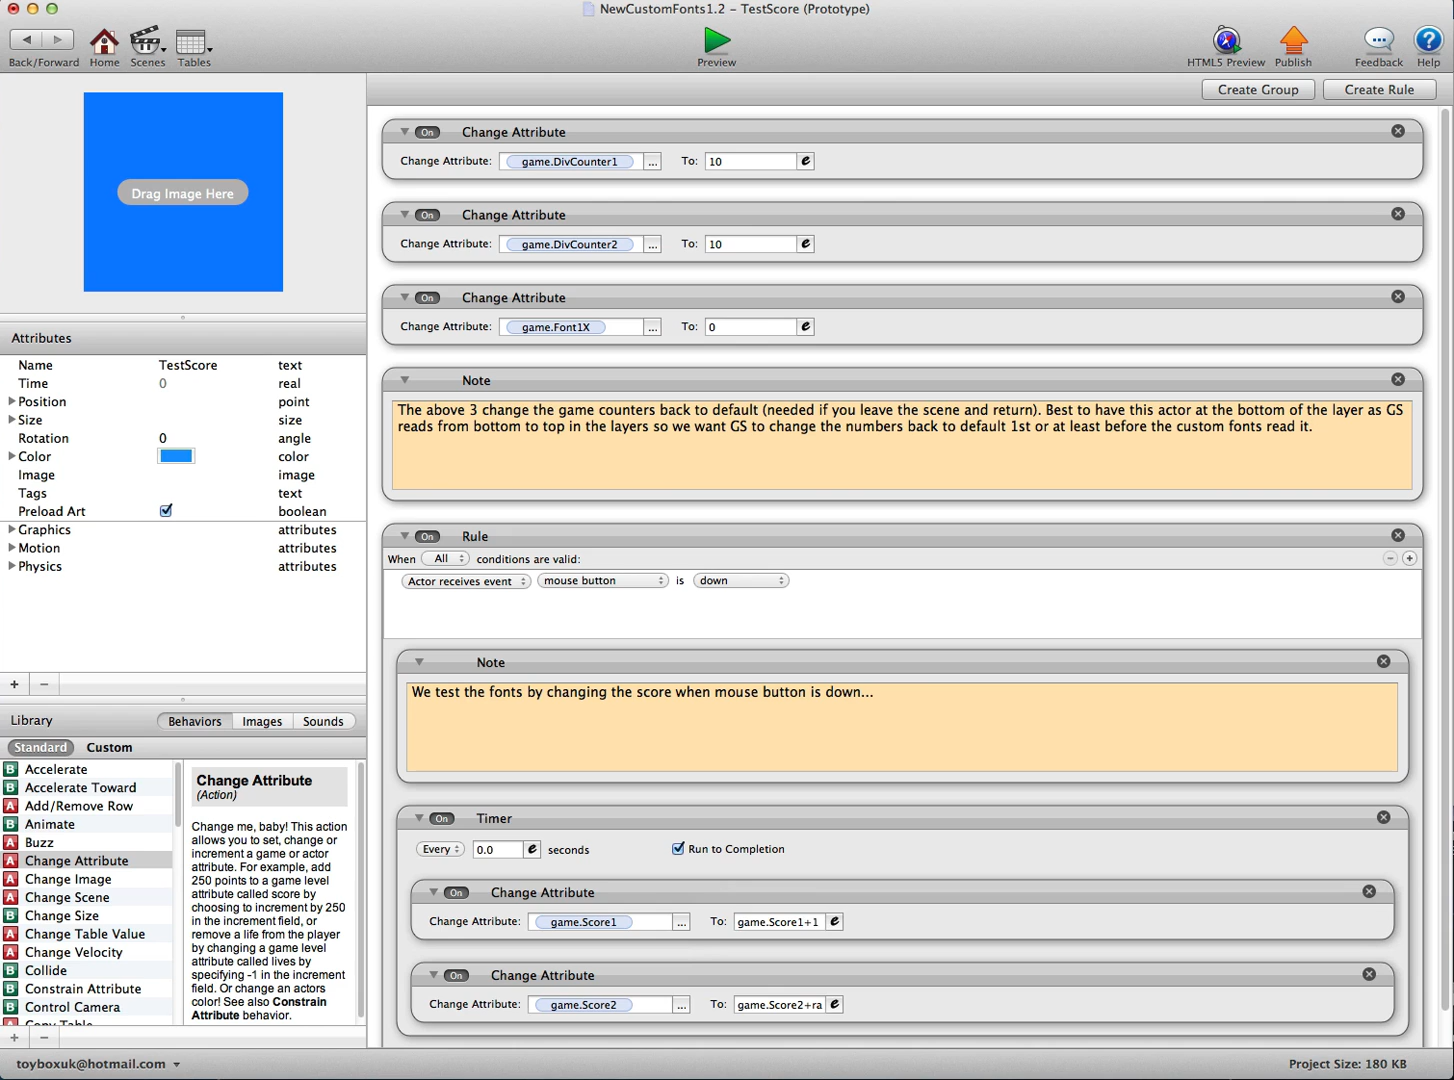 NewCustomFonts1.2 – TestScore (Prototype)
Back/Forward
Home
Scenes
Tables
Preview
HTML5 Preview
Publish
Feedback
Help
Create Group
Create Rule
Drag Image Here
Attributes
Name TestScore text
Time 0 real
Position point
Size size
Rotation 0 angle
Color color
Image image
Tags text
Preload Art boolean
Graphics attributes
Motion attributes
Physics attributes
+ −
Library Behaviors Images Sounds
Standard Custom
B Accelerate
B Accelerate Toward
A Add/Remove Row
B Animate
A Buzz
A Change Attribute
A Change Image
A Change Scene
B Change Size
A Change Table Value
A Change Velocity
B Collide
B Constrain Attribute
B Control Camera
A Copy Table
Change Attribute
(Action)
Change me, baby! This action
allows you to set, change or
increment a game or actor
attribute. For example, add
250 points to a game level
attribute called score by
choosing to increment by 250
in the increment field, or
remove a life from the player
by changing a game level
attribute called lives by
specifying -1 in the increment
field. Or change an actors
color! See also Constrain
Attribute behavior.
+ −
On Change Attribute
Change Attribute: game.DivCounter1 ... To: 10 e
On Change Attribute
Change Attribute: game.DivCounter2 ... To: 10 e
On Change Attribute
Change Attribute: game.Font1X ... To: 0 e
Note
The above 3 change the game counters back to default (needed if you leave the scene and return). Best to have this actor at the bottom of the layer as GS
reads from bottom to top in the layers so we want GS to change the numbers back to default 1st or at least before the custom fonts read it.
On Rule
When All conditions are valid: − +
Actor receives event mouse button is down
Note
We test the fonts by changing the score when mouse button is down...
On Timer
Every 0.0 e seconds Run to Completion
On Change Attribute
Change Attribute: game.Score1 ... To: game.Score1+1 e
On Change Attribute
Change Attribute: game.Score2 ... To: game.Score2+ra e
toyboxuk@hotmail.com
Project Size: 180 KB